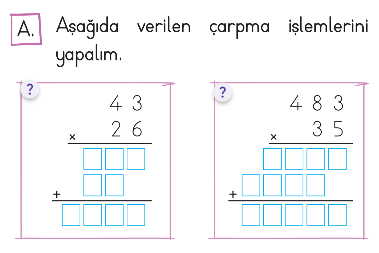 A. Aşağıda verilen çarpma işlemlerini
yapalım.
?
4 3
x 2 6
+
?
4 8 3
x 3 5
+